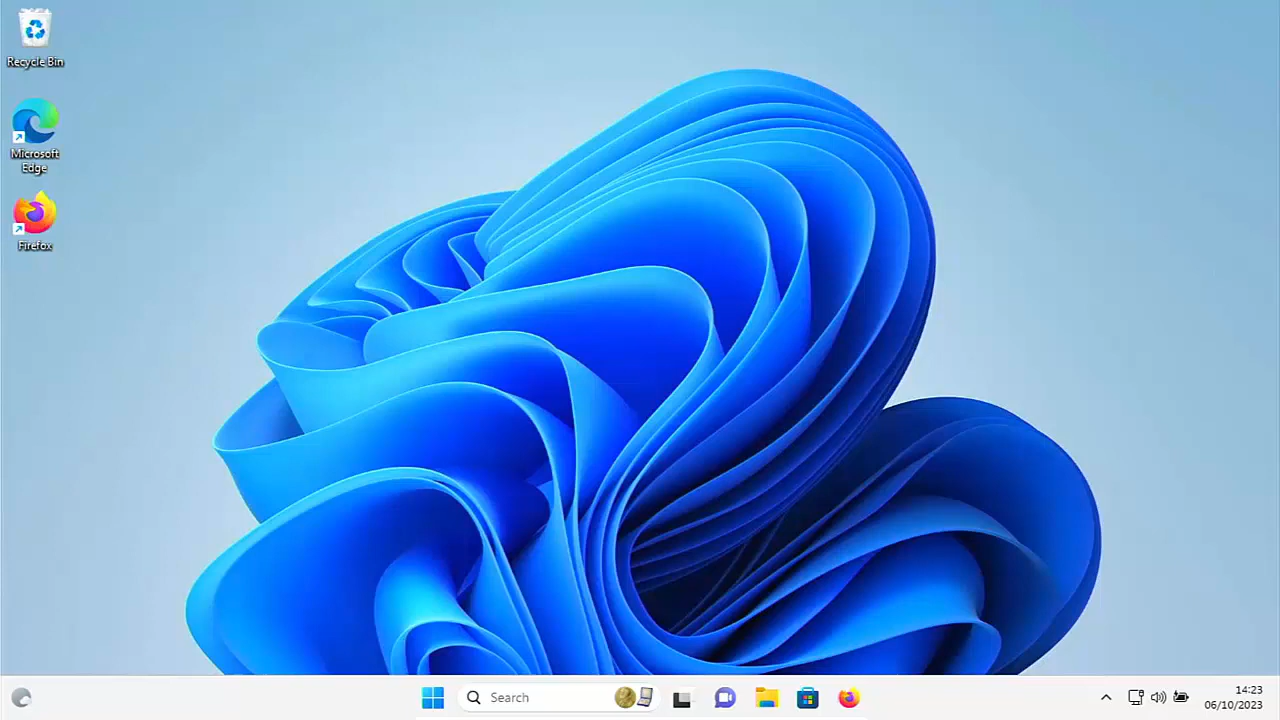 Recycle Bin
Microsoft
Edge
Firefox
Search
14:23
06/10/2023